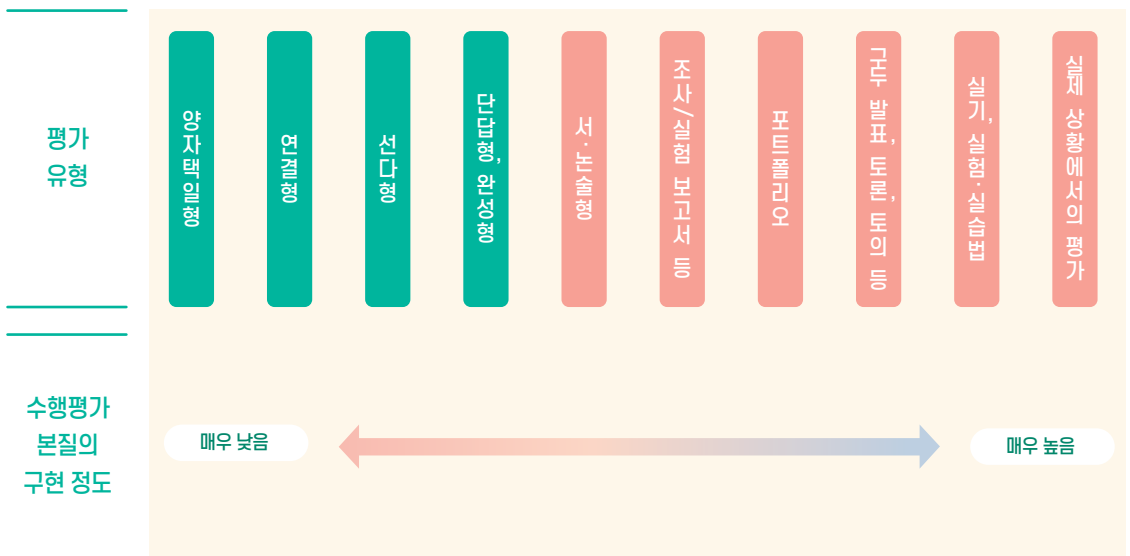 평가
유형
양자택일형
연결형
선다형
단답형, 완성형
서·논술형
조사/실험 보고서 등
포트폴리오
구두 발표, 토론, 토의 등
실기, 실험·실습법
실제 상황에서의 평가
수행평가
본질의
구현 정도
매우 낮음
매우 높음